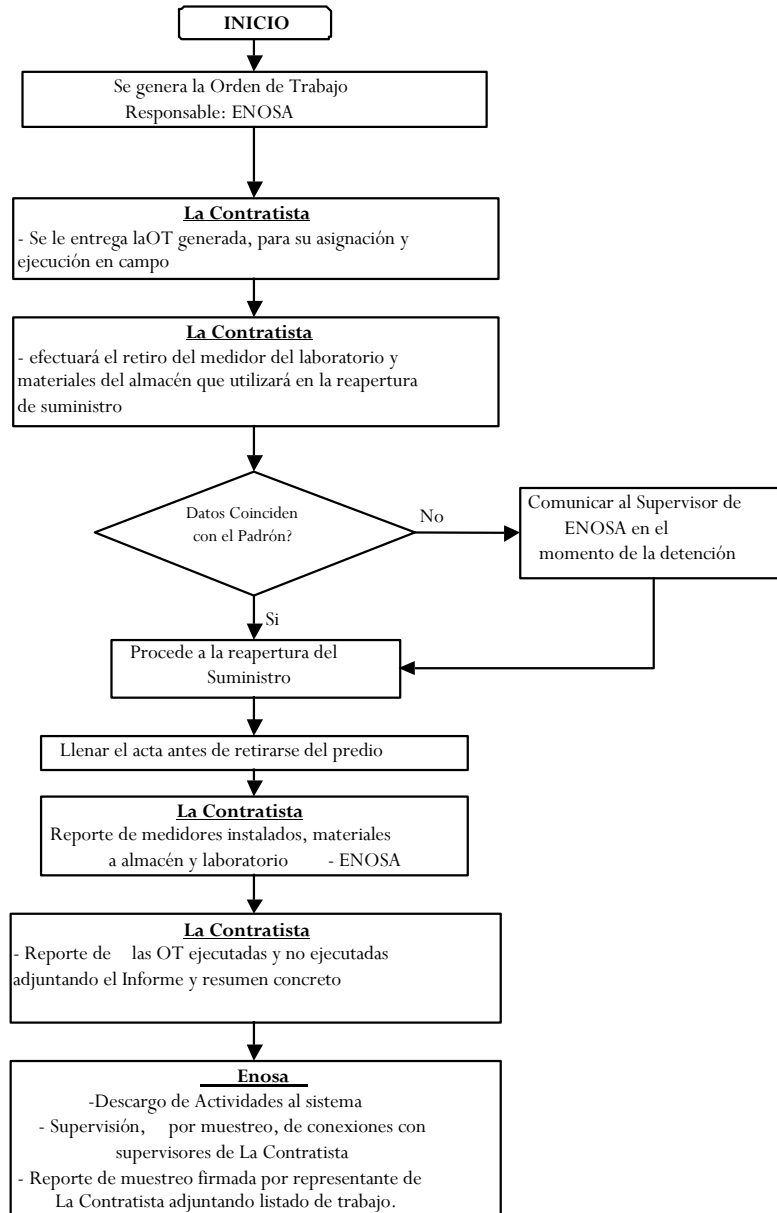 INICIO
Se genera la Orden de Trabajo
Responsable: ENOSA
La Contratista
- Se le entrega laOT generada, para su asignación y
ejecución en campo
La Contratista
- efectuará el retiro del medidor del laboratorio y
materiales del almacén que utilizará en la reapertura
de suministro
Datos Coinciden
con el Padrón?
No
Comunicar al Supervisor de
ENOSA en el
momento de la detención
Si
Procede a la reapertura del
Suministro
Llenar el acta antes de retirarse del predio
La Contratista
Reporte de medidores instalados, materiales
a almacén y laboratorio - ENOSA
La Contratista
- Reporte de las OT ejecutadas y no ejecutadas
adjuntando el Informe y resumen concreto
Enosa
-Descargo de Actividades al sistema
- Supervisión, por muestreo, de conexiones con
supervisores de La Contratista
- Reporte de muestreo firmada por representante de
La Contratista adjuntando listado de trabajo.